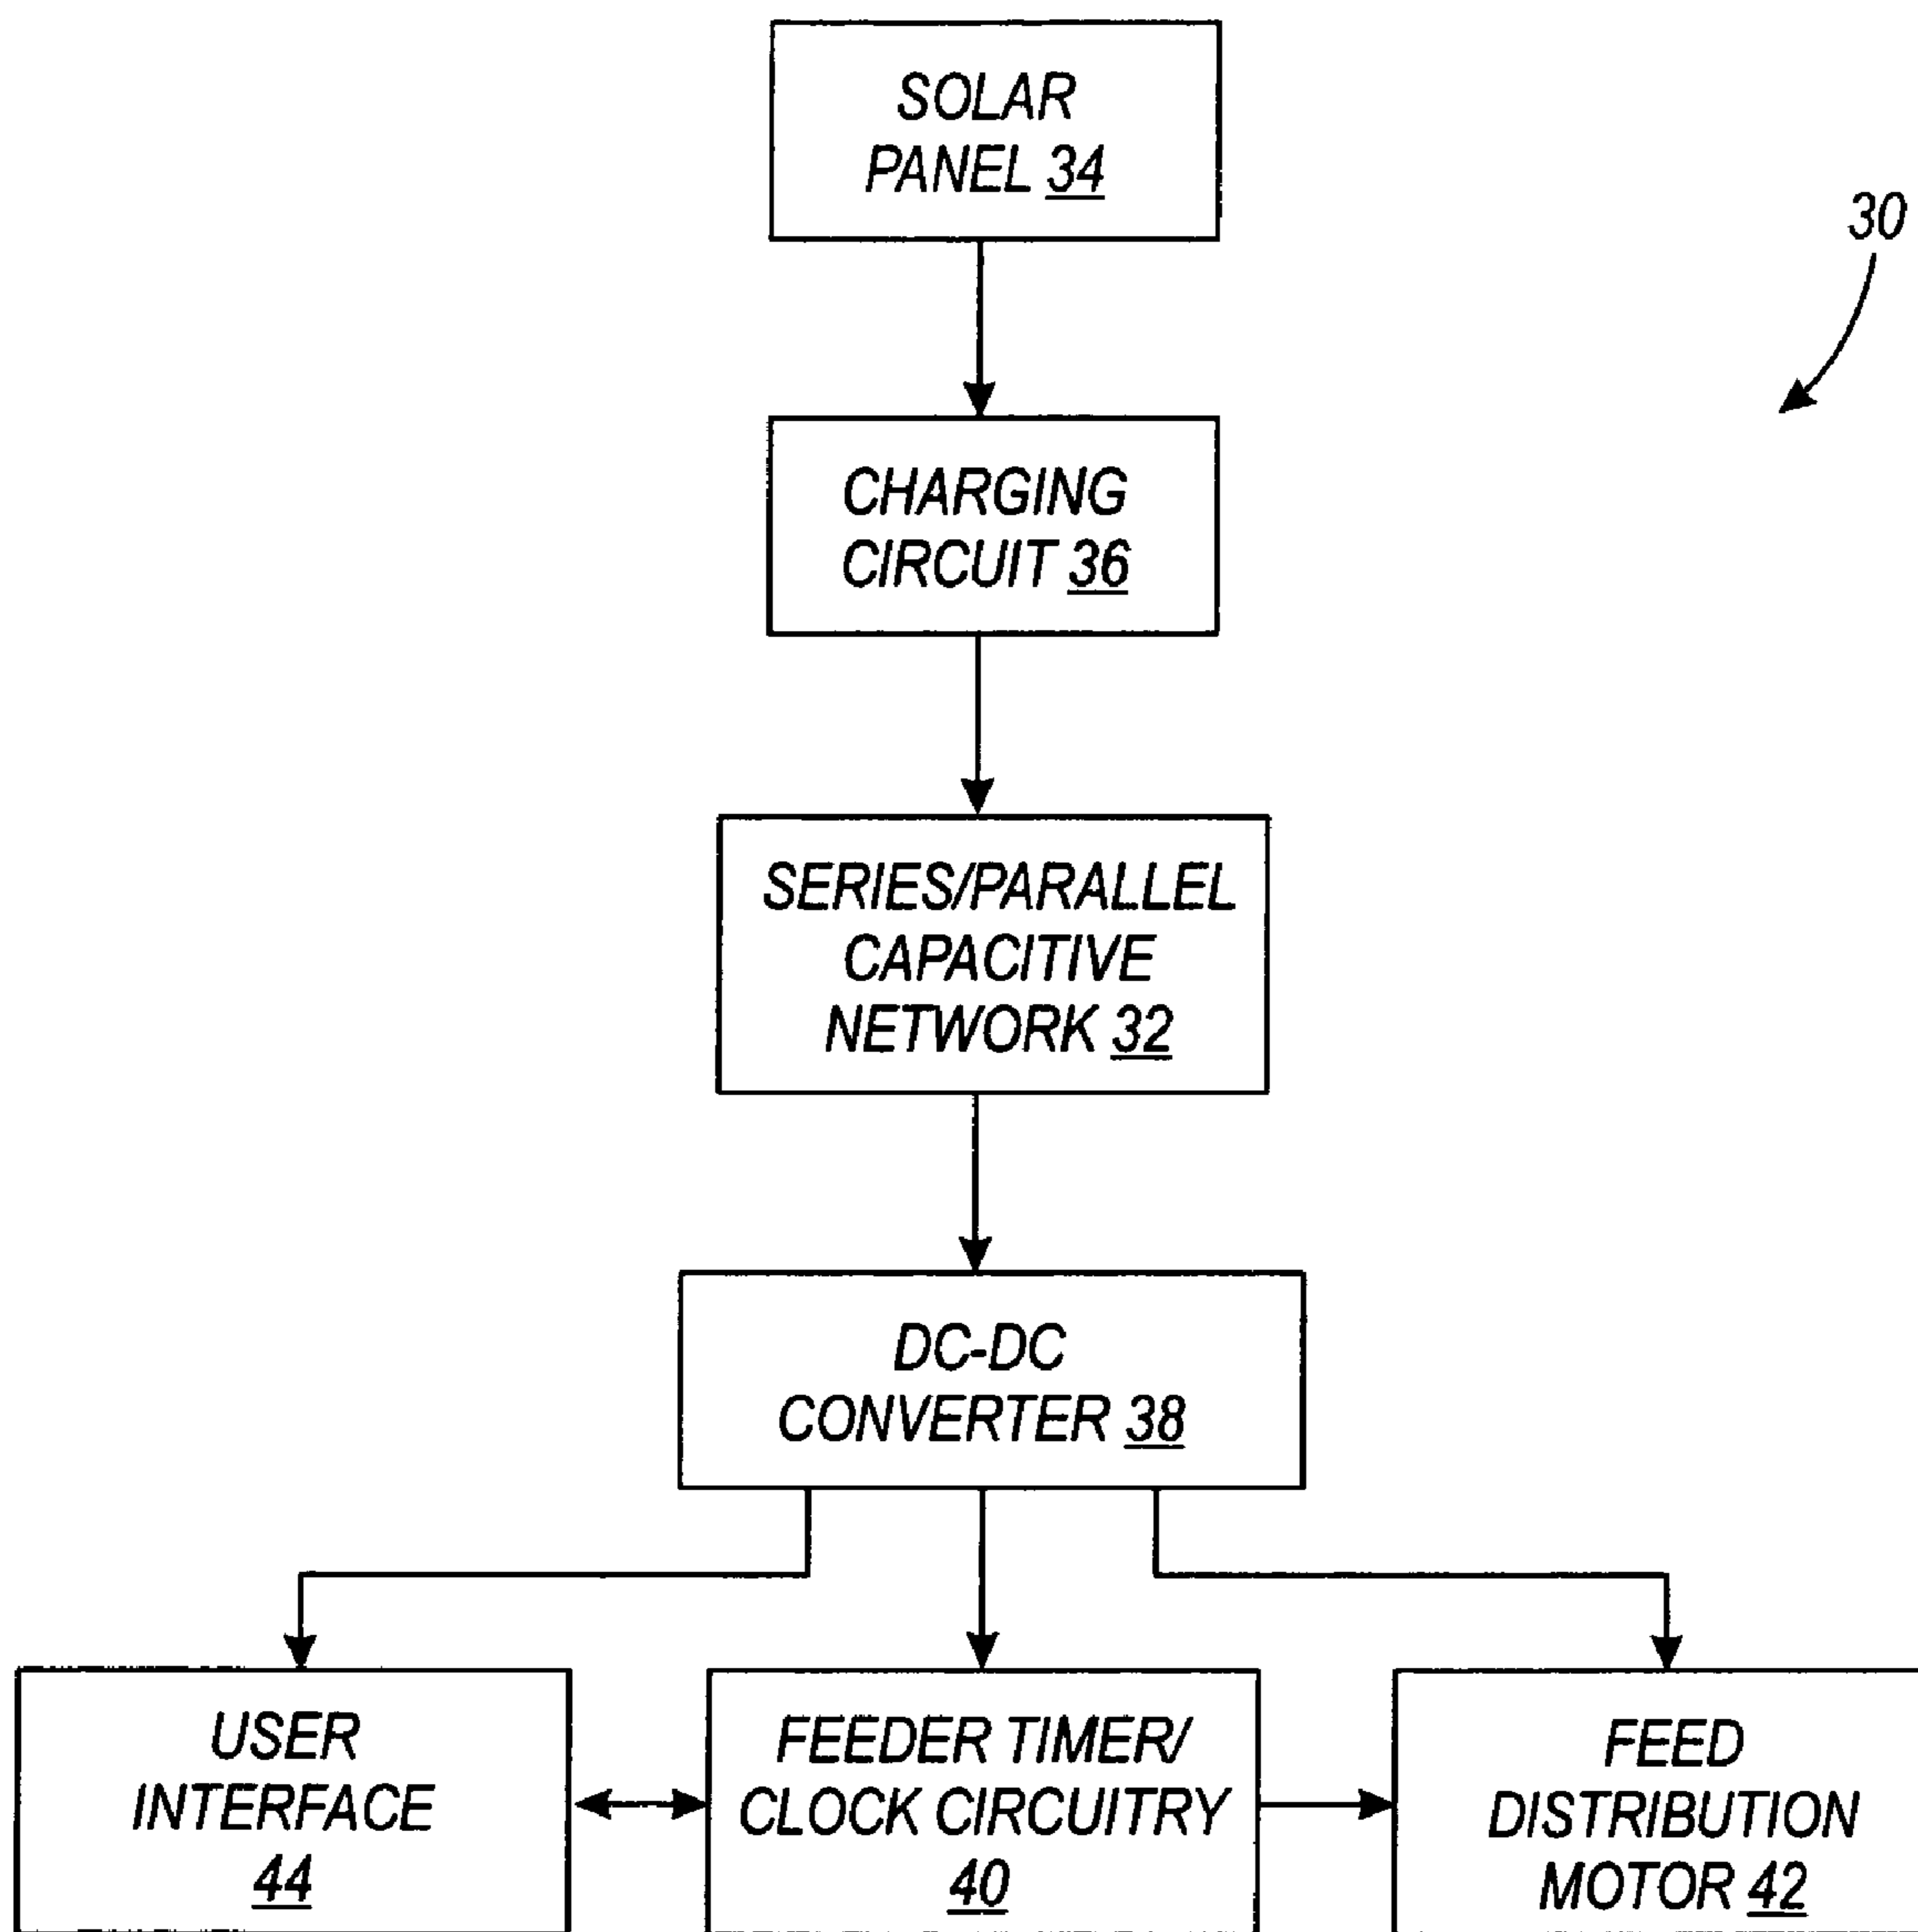 SOLAR
PANEL 34
30
CHARGING
CIRCUIT 36
SERIES/PARALLEL
CAPACITIVE
NETWORK 32
DC-DC
CONVERTER 38
USER
INTERFACE
44
FEEDER TIMER/
CLOCK CIRCUITRY
40
FEED
DISTRIBUTION
MOTOR 42